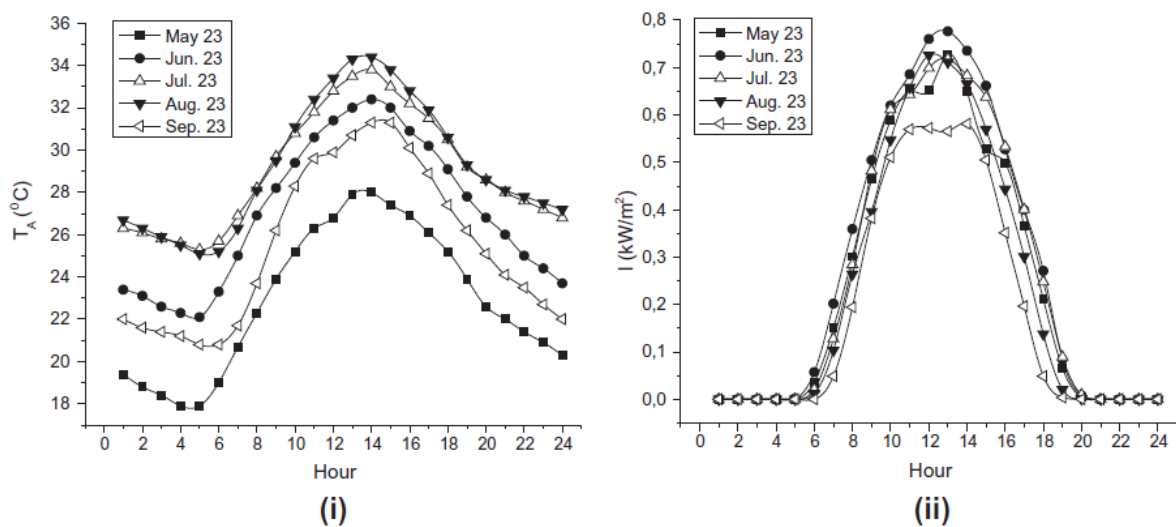 36
34
32
30
28
26
24
22
20
18
T_A (⁰C)
May 23
Jun. 23
Jul. 23
Aug. 23
Sep. 23
0 2 4 6 8 10 12 14 16 18 20 22 24
Hour
(i)
0,8
0,7
0,6
0,5
0,4
0,3
0,2
0,1
0,0
I (kW/m²)
May 23
Jun. 23
Jul. 23
Aug. 23
Sep. 23
0 2 4 6 8 10 12 14 16 18 20 22 24
Hour
(ii)